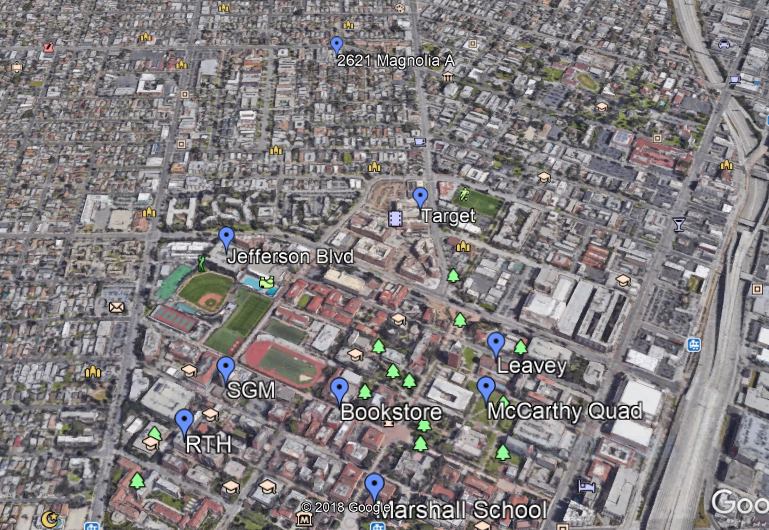 2621 Magnolia A
Target
Jefferson Blvd
Leavey
SGM
Bookstore
McCarthy Quad
RTH
© 2018 Google
Marshall School
Goo